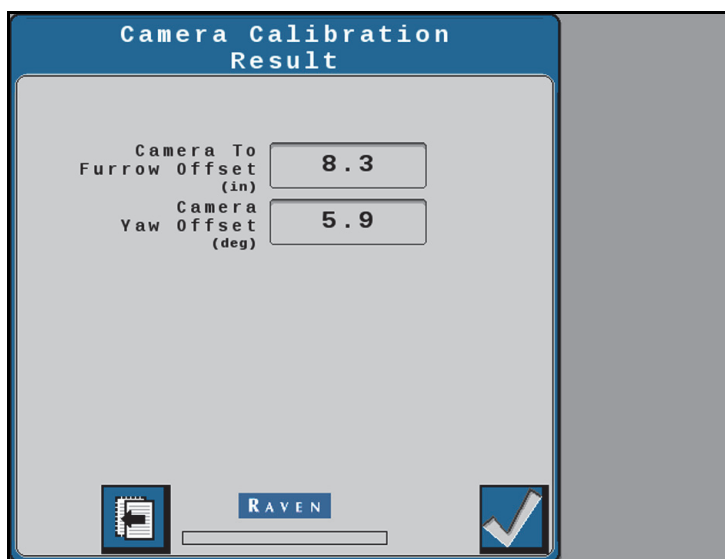 Camera Calibration
Result
Camera To
Furrow Offset
(in)
8.3
Camera
Yaw Offset
(deg)
5.9
RAVEN